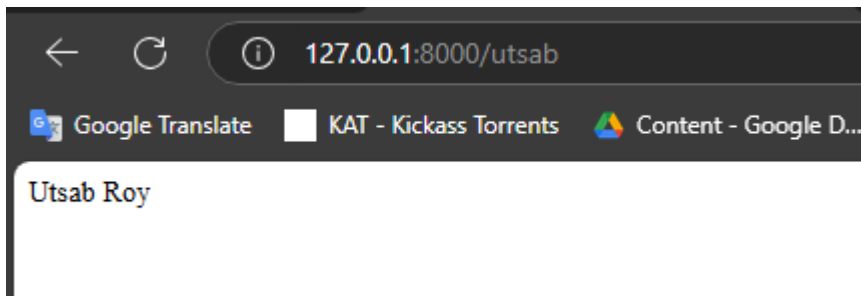 127.0.0.1:8000/utsab
Google Translate KAT - Kickass Torrents Content - Google D...
Utsab Roy